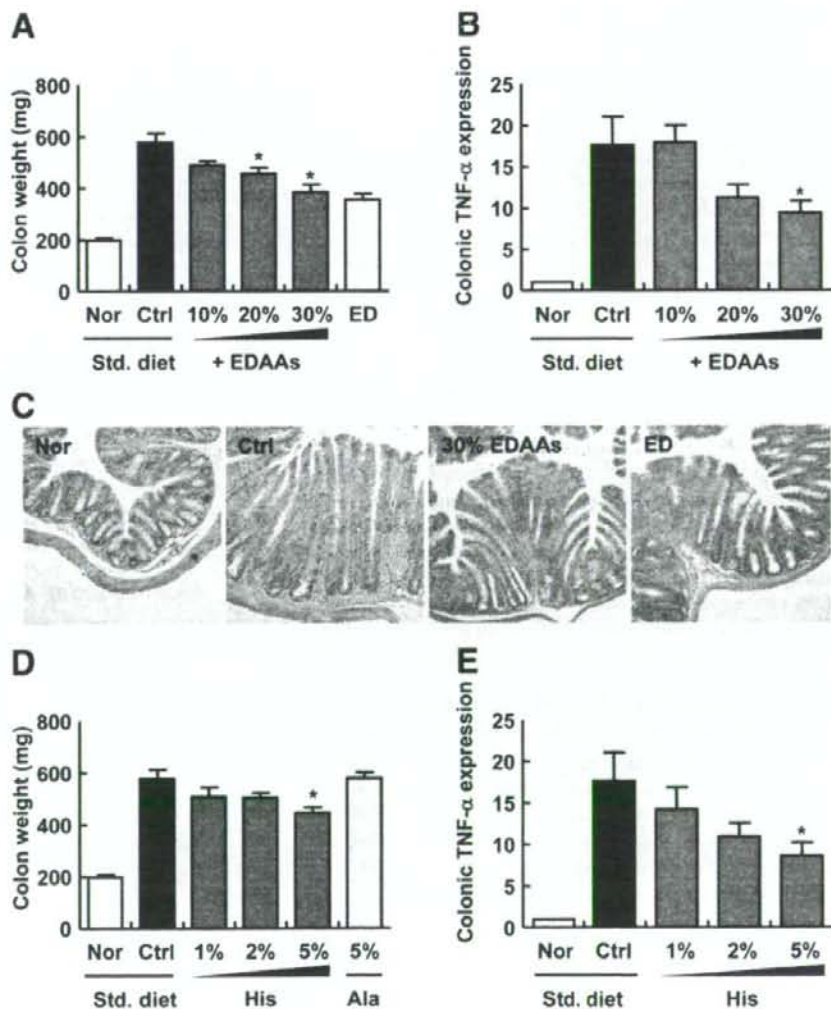 A
Colon weight (mg)
800
600
400
200
0
* *
Nor Ctrl 10% 20% 30% ED
Std. diet + EDAAs
B
Colonic TNF-α expression
25
20
15
10
5
0
*
Nor Ctrl 10% 20% 30%
Std. diet + EDAAs
C
Nor Ctrl 30% EDAAs ED
D
Colon weight (mg)
800
600
400
200
0
*
Nor Ctrl 1% 2% 5% 5%
Std. diet His Ala
E
Colonic TNF-α expression
25
20
15
10
5
0
*
Nor Ctrl 1% 2% 5%
Std. diet His